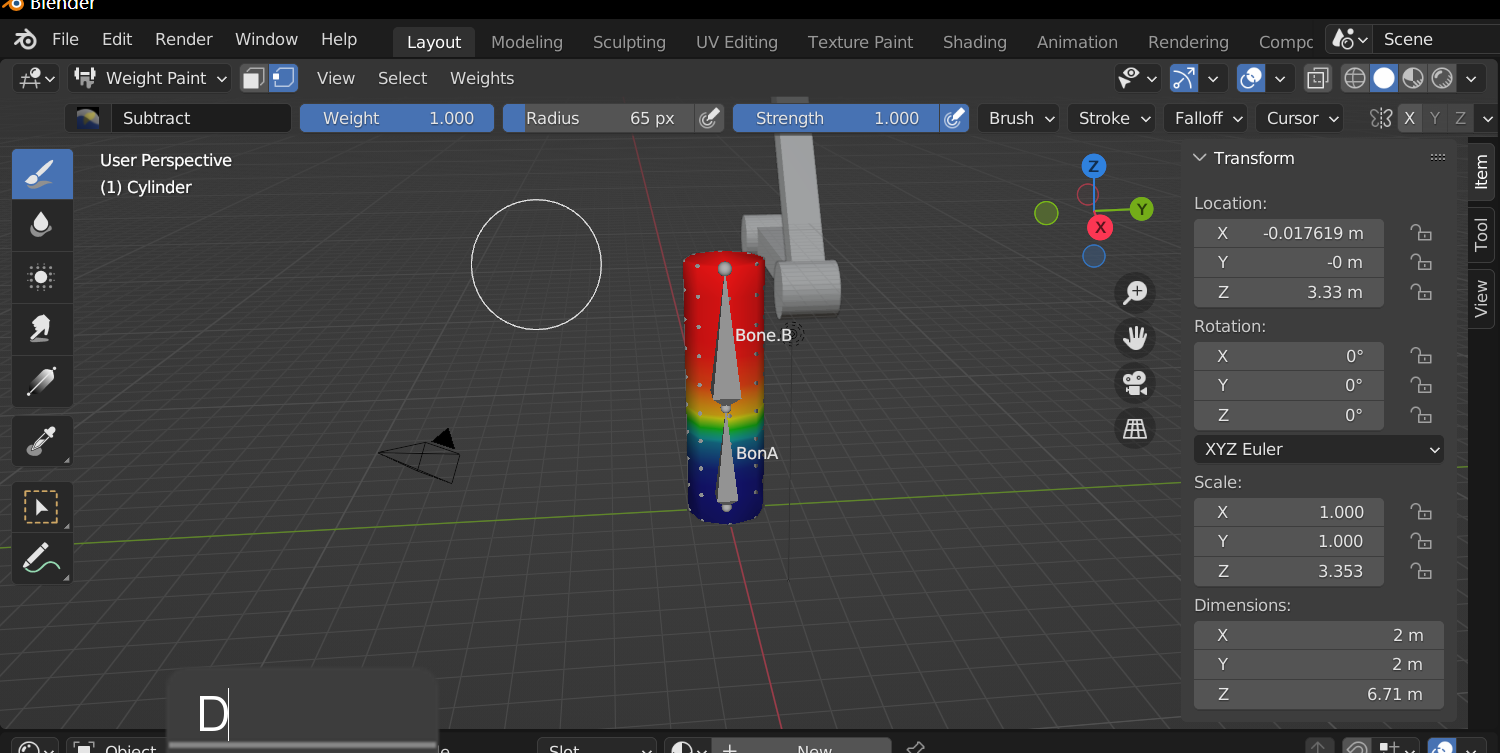 Blender
File Edit Render Window Help Layout Modeling Sculpting UV Editing Texture Paint Shading Animation Rendering Scene
Weight Paint View Select Weights
Subtract Weight 1.000 Radius 65 px Strength 1.000 Brush Stroke Falloff Cursor X Y Z
User Perspective
(1) Cylinder
Z
Y
X
Bone.B
BonA
Transform
Location:
X -0.017619 m
Y -0 m
Z 3.33 m
Rotation:
X 0°
Y 0°
Z 0°
XYZ Euler
Scale:
X 1.000
Y 1.000
Z 3.353
Dimensions:
X 2 m
Y 2 m
Z 6.71 m
Item
Tool
View
D
Object Slot New